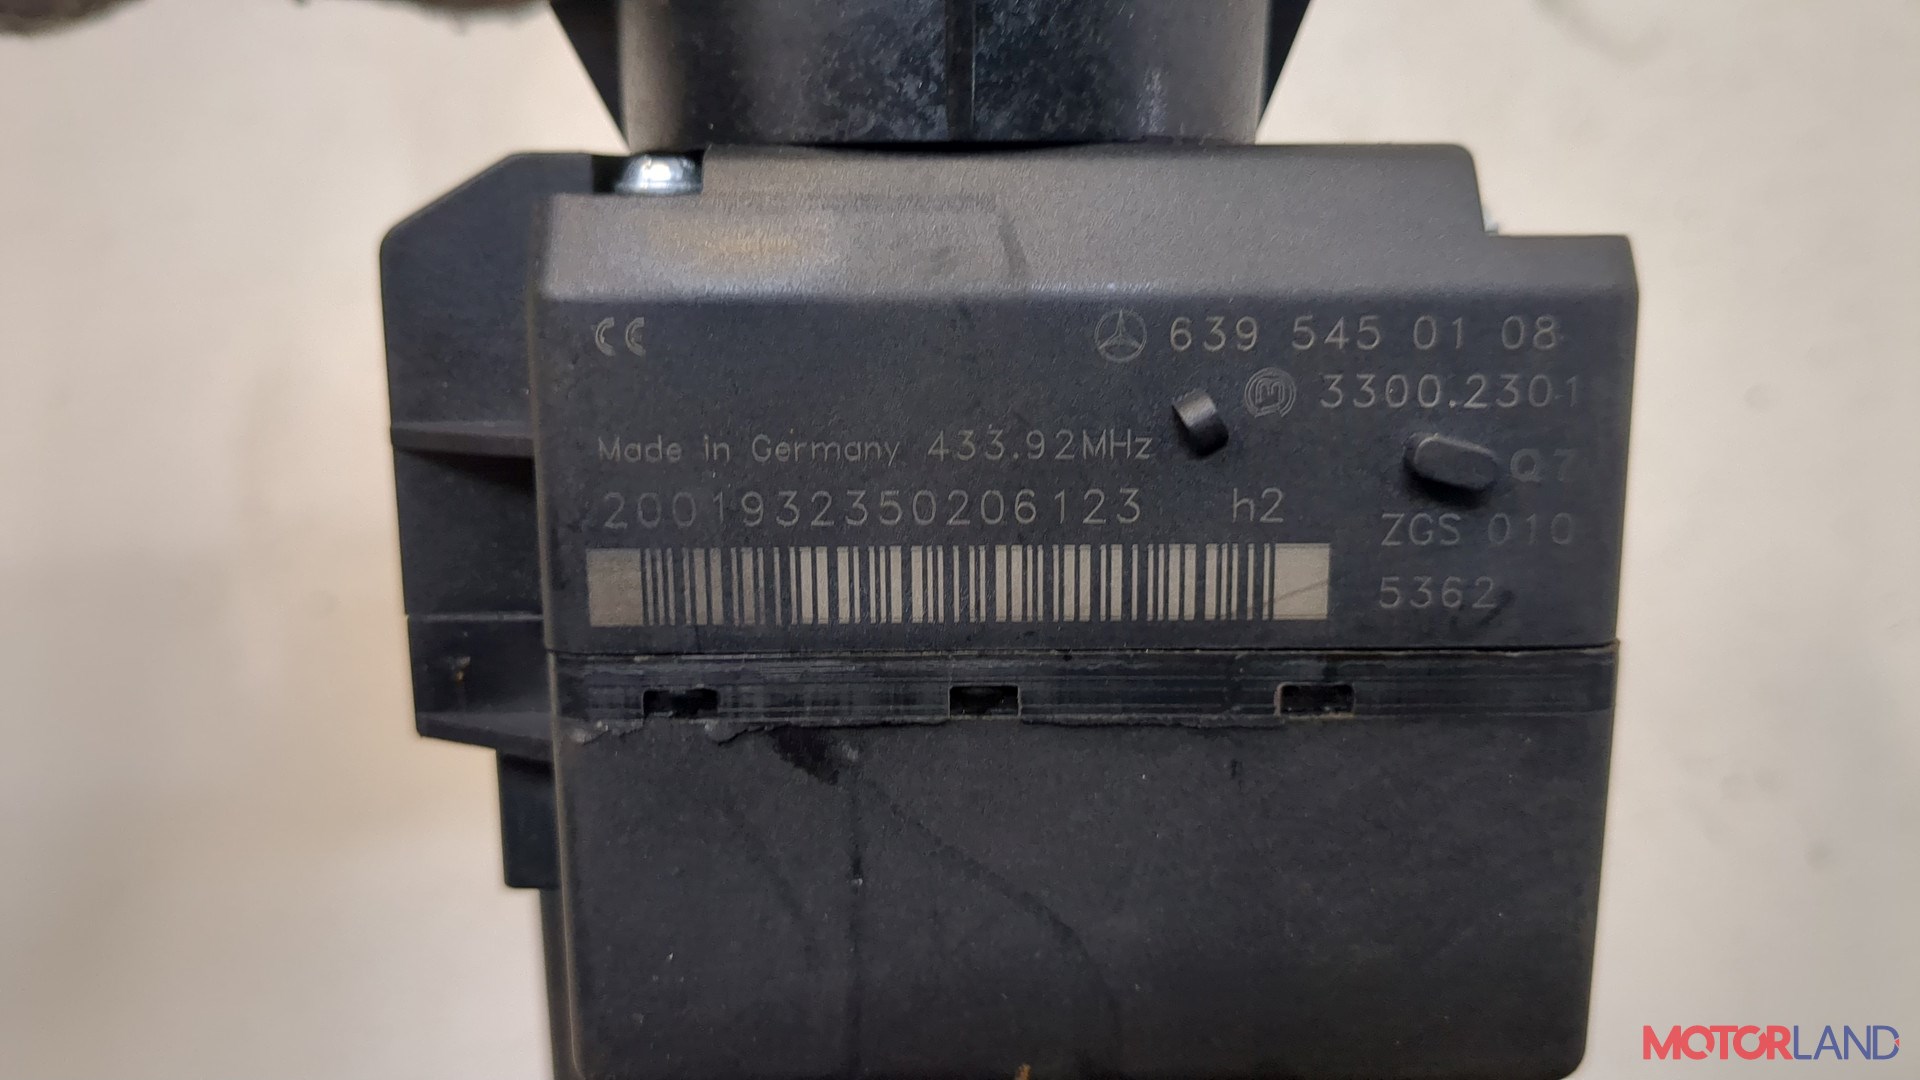 CE 639 545 01 08
3300.2301
Made in Germany 433.92MHz
Q7
2001932350206123 h2
ZGS 010
5362
MOTORLAND